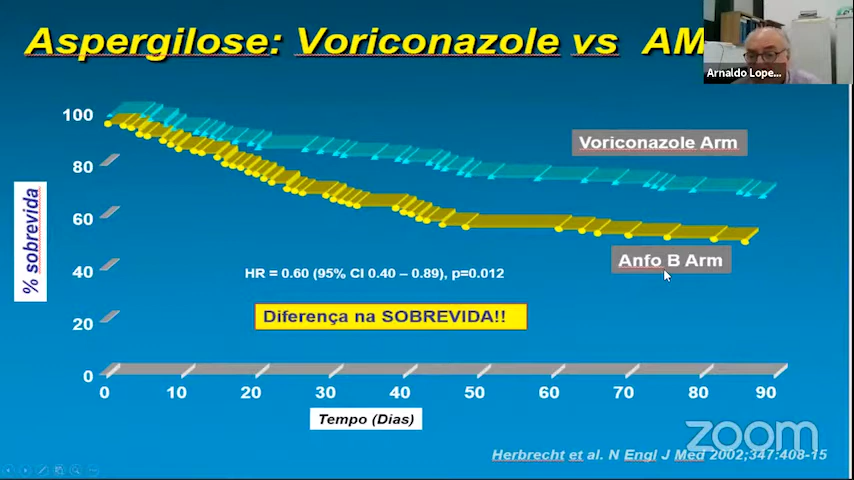 Aspergilose: Voriconazole vs AM
Arnaldo Lope...
100
80
60
40
20
0
% sobrevida
Voriconazole Arm
Anfo B Arm
HR = 0.60 (95% CI 0.40 – 0.89), p=0.012
Diferença na SOBREVIDA!!
0 10 20 30 40 50 60 70 80 90
Tempo (Dias)
zoom
Herbrecht et al. N Engl J Med 2002;347:408-15